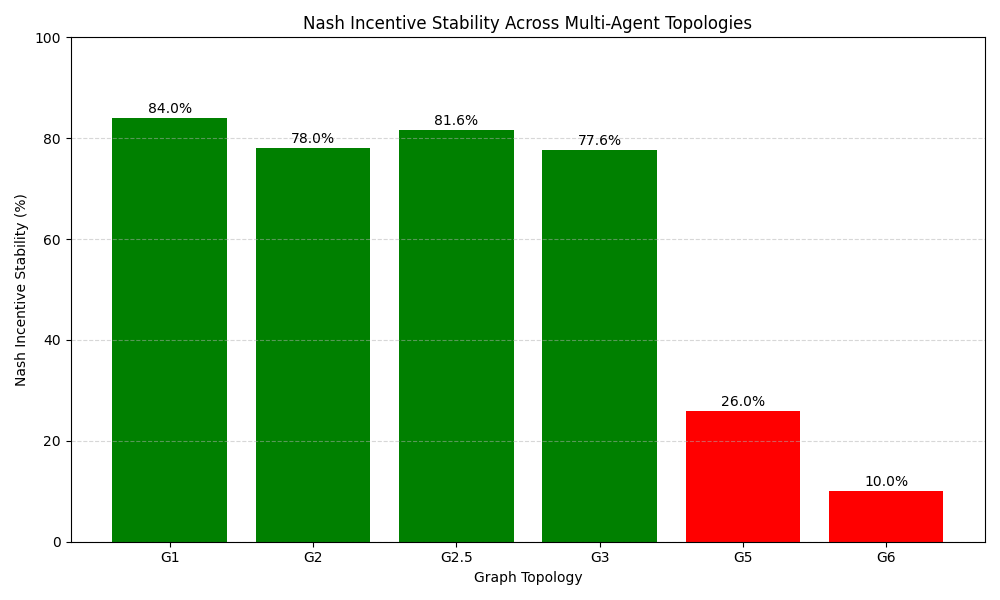 Nash Incentive Stability Across Multi-Agent Topologies
100
80
60
40
20
0
Nash Incentive Stability (%)
84.0%
78.0%
81.6%
77.6%
26.0%
10.0%
G1
G2
G2.5
G3
G5
G6
Graph Topology